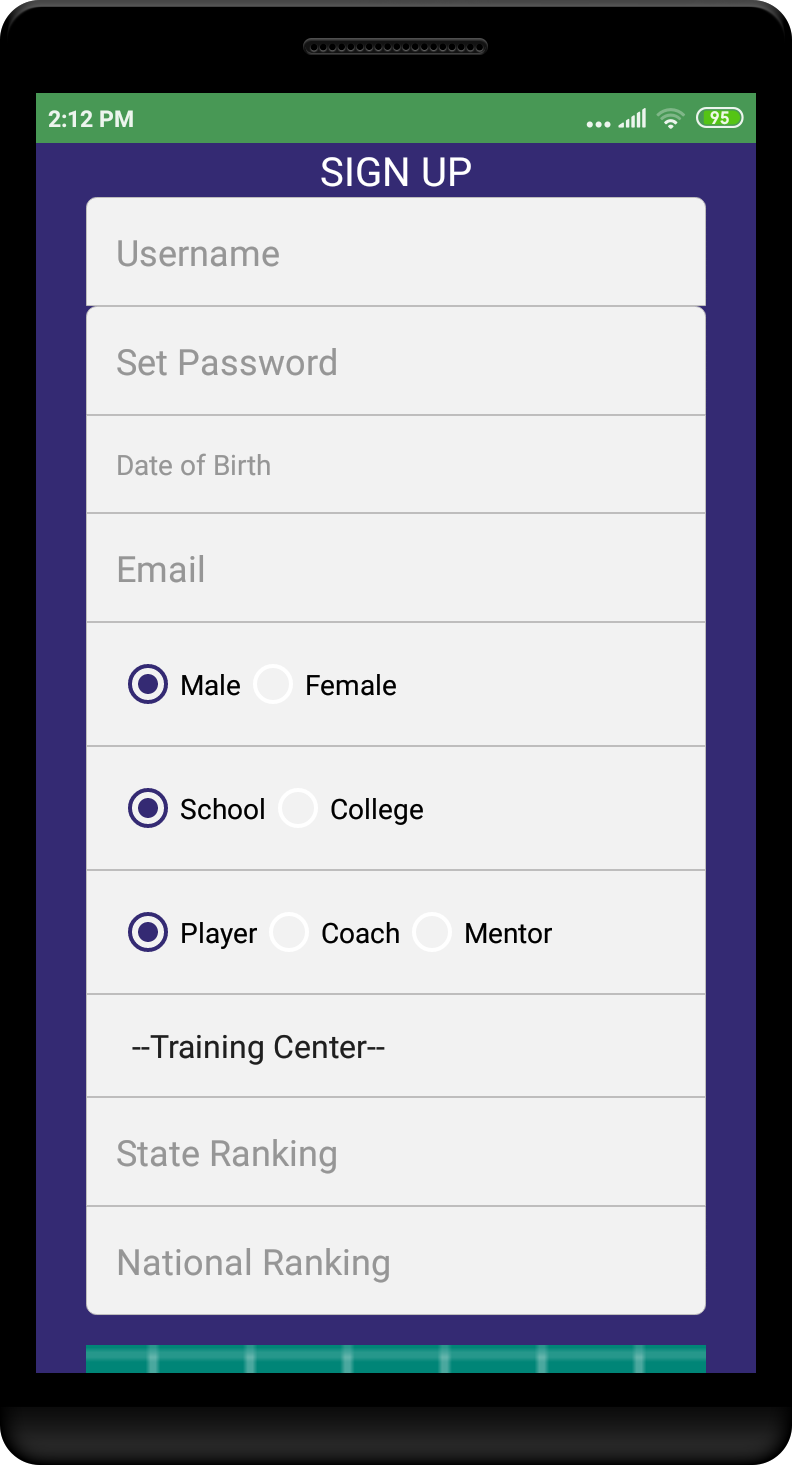 2:12 PM 95
SIGN UP
Username
Set Password
Date of Birth
Email
Male Female
School College
Player Coach Mentor
--Training Center--
State Ranking
National Ranking